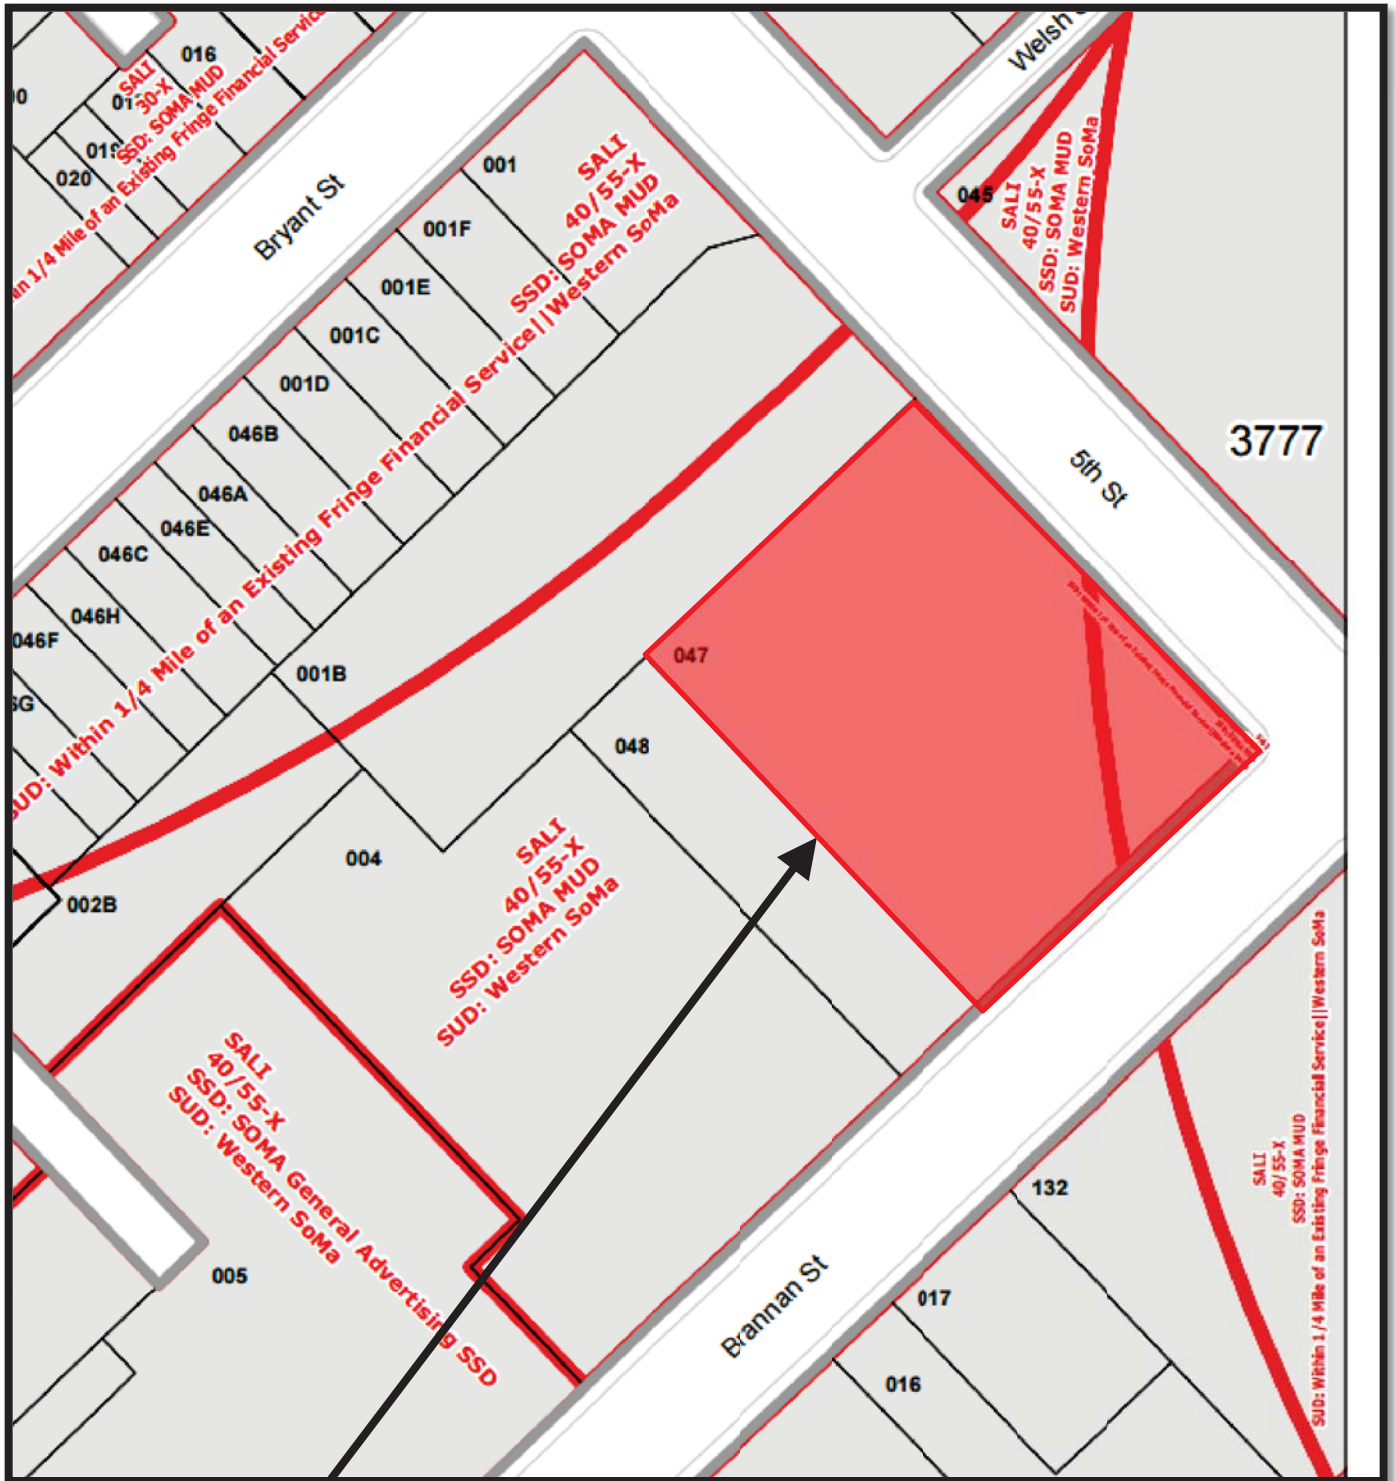 016
SALI
30-X
SSD: SOMA MUD
an 1/4 Mile of an Existing Fringe Financial Service
019
020
Bryant St
Welsh
045
SALI
40/55-X
SSD: SOMA MUD
SUD: Western SoMa
001
001F
001E
001C
001D
046B
046A
046E
046C
046H
046F
SALI
40/55-X
SSD: SOMA MUD
SUD: Within 1/4 Mile of an Existing Fringe Financial Service||Western SoMa
3777
5th St
047
001B
048
004
002B
SALI
40/55-X
SSD: SOMA MUD
SUD: Western SoMa
SALI
40/55-X
SSD: SOMA General Advertising SSD
SUD: Western SoMa
005
Brannan St
132
017
016
SALI
40/55-X
SSD: SOMA MUD
SUD: Within 1/4 Mile of an Existing Fringe Financial Service||Western SoMa